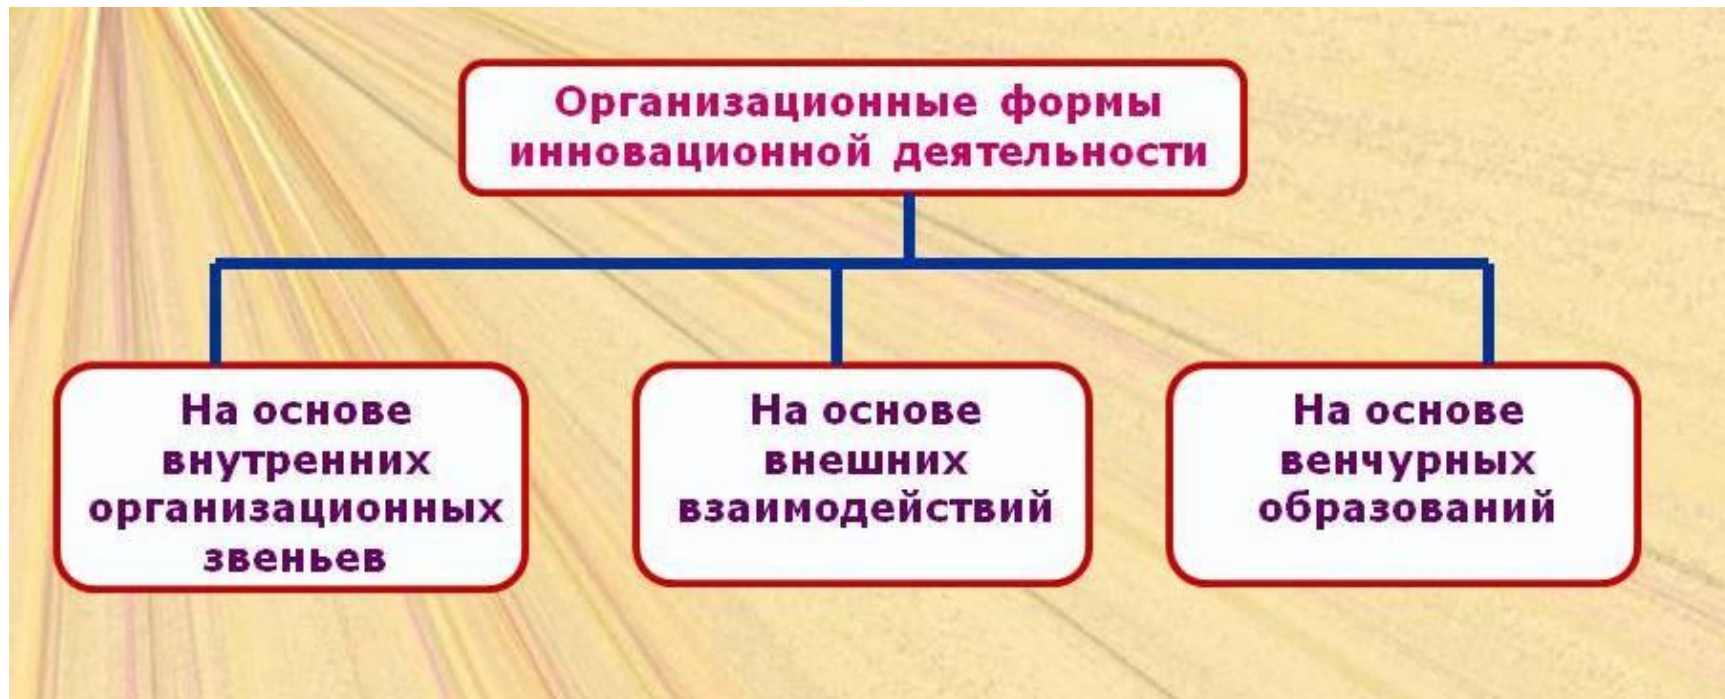 Организационные формы
инновационной деятельности
На основе
внутренних
организационных
звеньев
На основе
внешних
взаимодействий
На основе
венчурных
образований